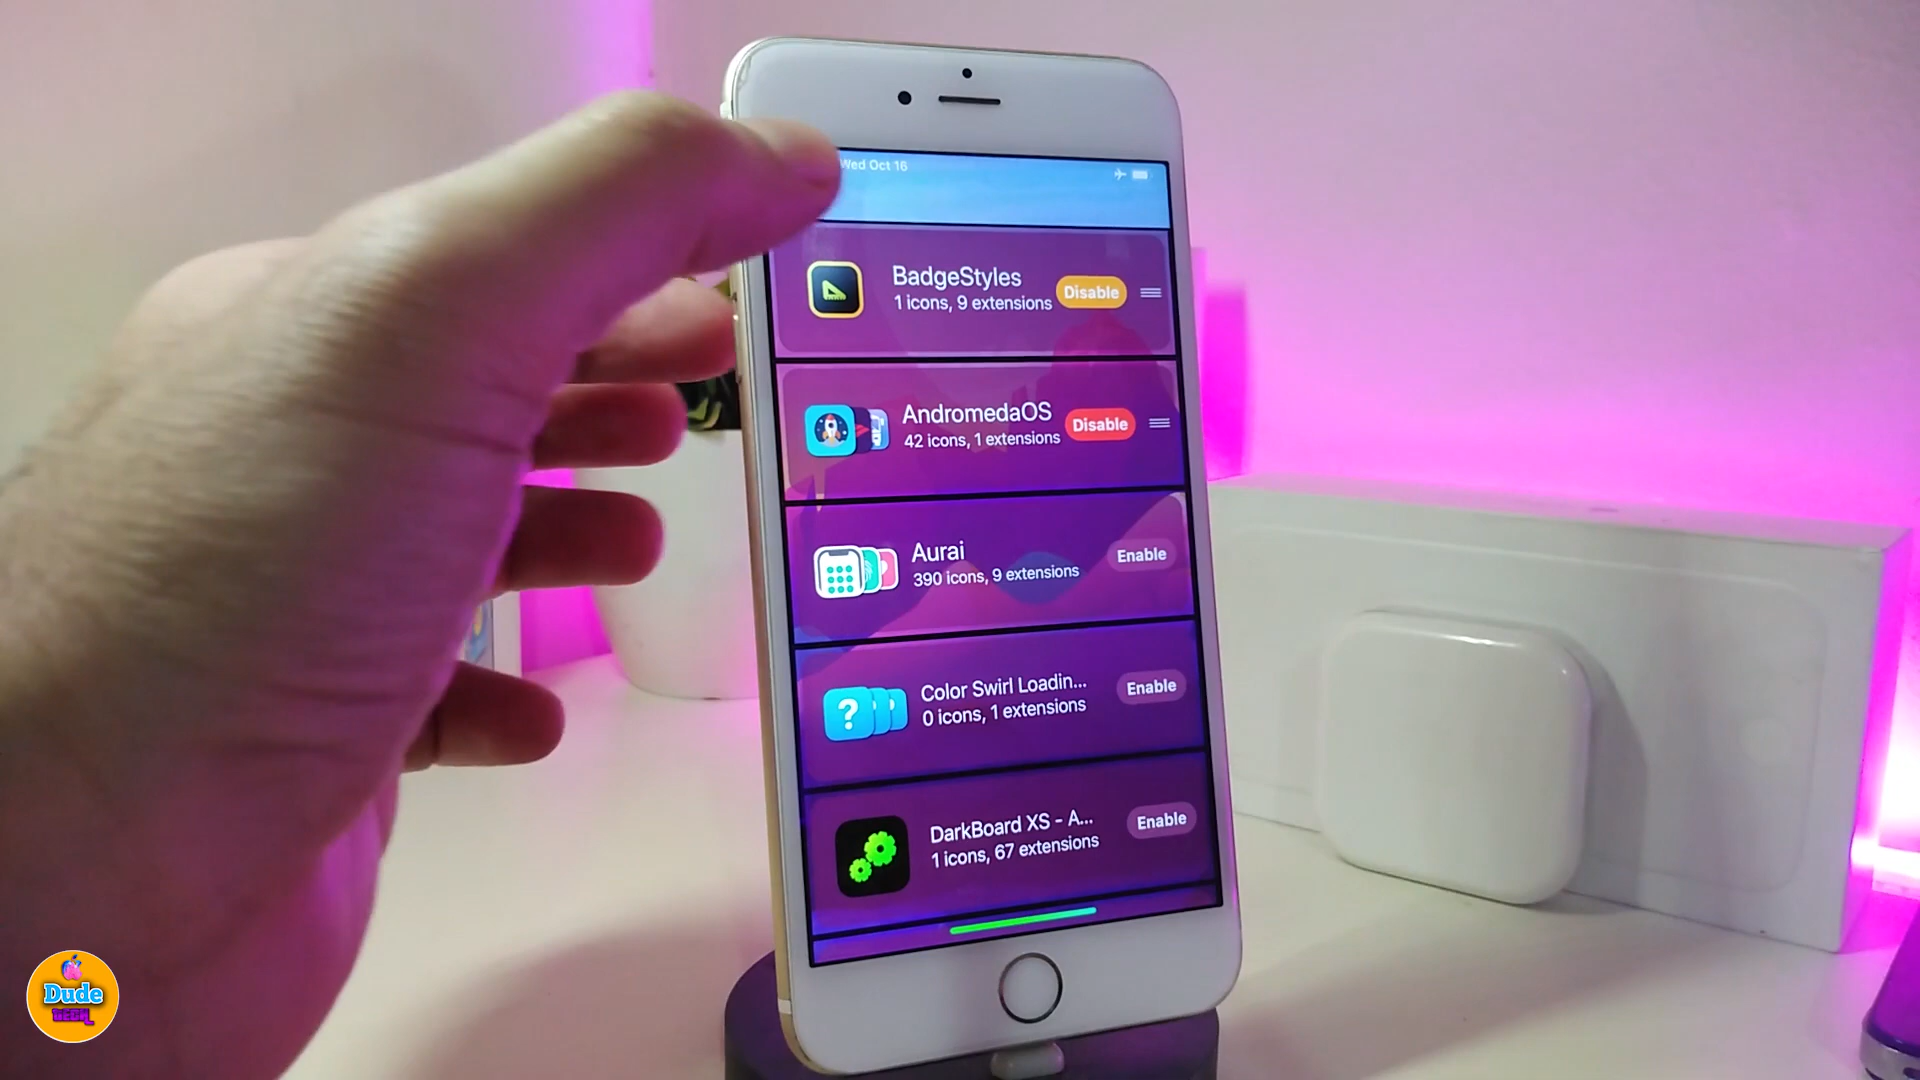 Wed Oct 16
BadgeStyles
1 icons, 9 extensions
Disable
AndromedaOS
42 icons, 1 extensions
Disable
Aurai
390 icons, 9 extensions
Enable
Color Swirl Loadin...
0 icons, 1 extensions
Enable
?
DarkBoard XS - A...
1 icons, 67 extensions
Enable
Dude
TECH